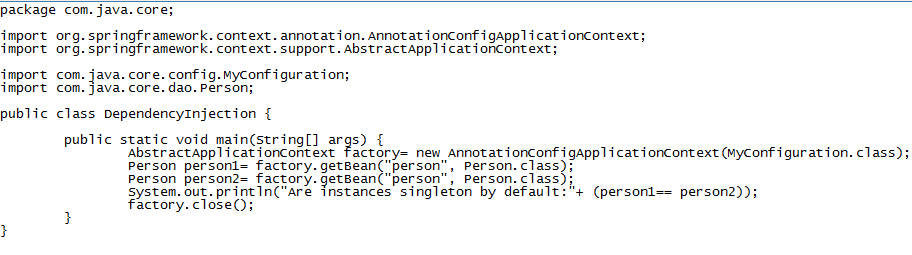 package com.java.core;
import org.springframework.context.annotation.AnnotationConfigApplicationContext;
import org.springframework.context.support.AbstractApplicationContext;
import com.java.core.config.MyConfiguration;
import com.java.core.dao.Person;
public class DependencyInjection {
public static void main(String[] args) {
AbstractApplicationContext factory= new AnnotationConfigApplicationContext(MyConfiguration.class);
Person person1= factory.getBean("person", Person.class);
Person person2= factory.getBean("person", Person.class);
System.out.println("Are instances singleton by default:"+ (person1== person2));
factory.close();
}
}